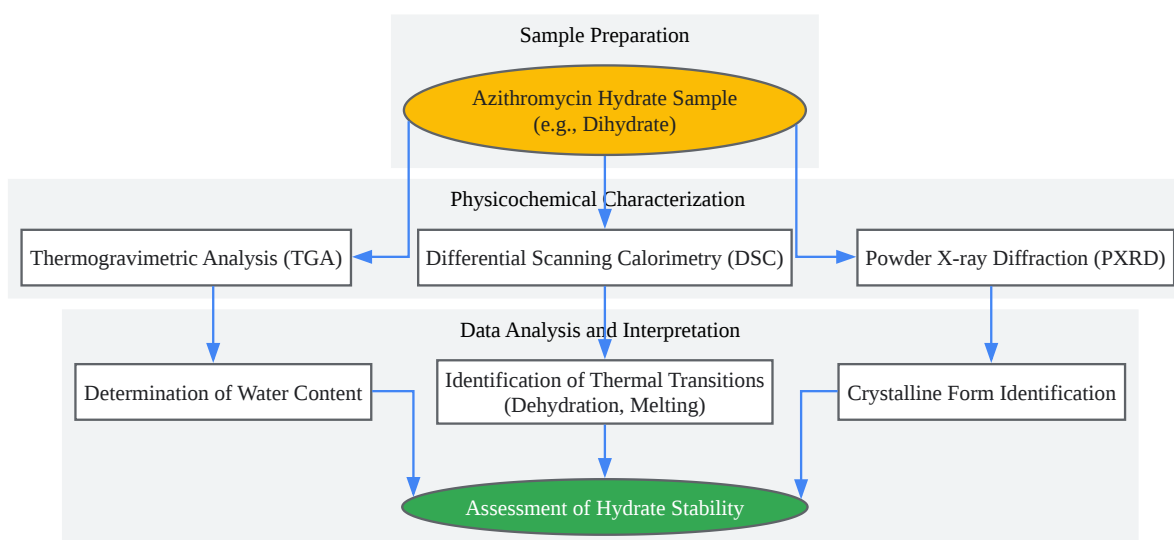 Sample Preparation
Azithromycin Hydrate Sample
(e.g., Dihydrate)
Physicochemical Characterization
Thermogravimetric Analysis (TGA)
Differential Scanning Calorimetry (DSC)
Powder X-ray Diffraction (PXRD)
Data Analysis and Interpretation
Determination of Water Content
Identification of Thermal Transitions
(Dehydration, Melting)
Crystalline Form Identification
Assessment of Hydrate Stability